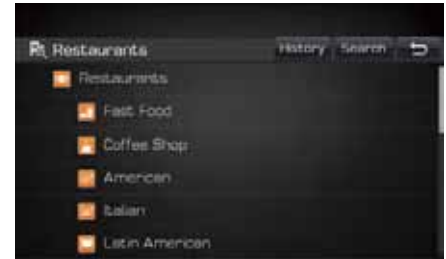 Restaurants History Search
Restaurants
Fast Food
Coffee Shop
American
Italian
Latin American